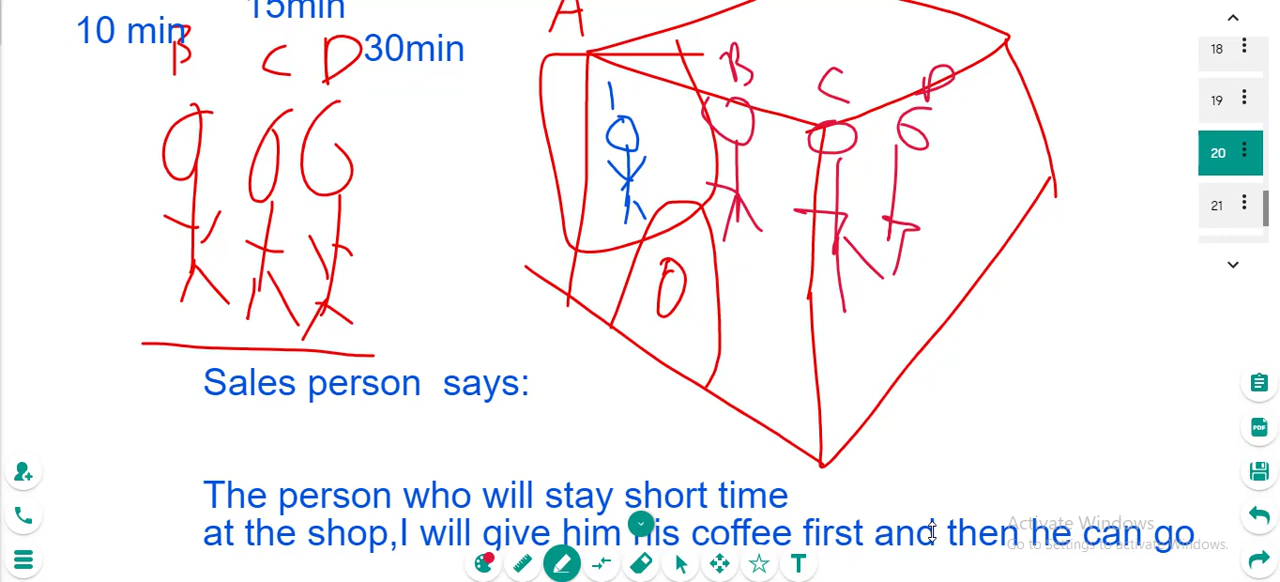 15min
10 min
30min
A
B
C
D
B
C
D
Sales person says:
The person who will stay short time
at the shop,I will give him his coffee first and then he can go
Activate Windows
Go to Settings to activate Windows.
18
19
20
21
PDF
T